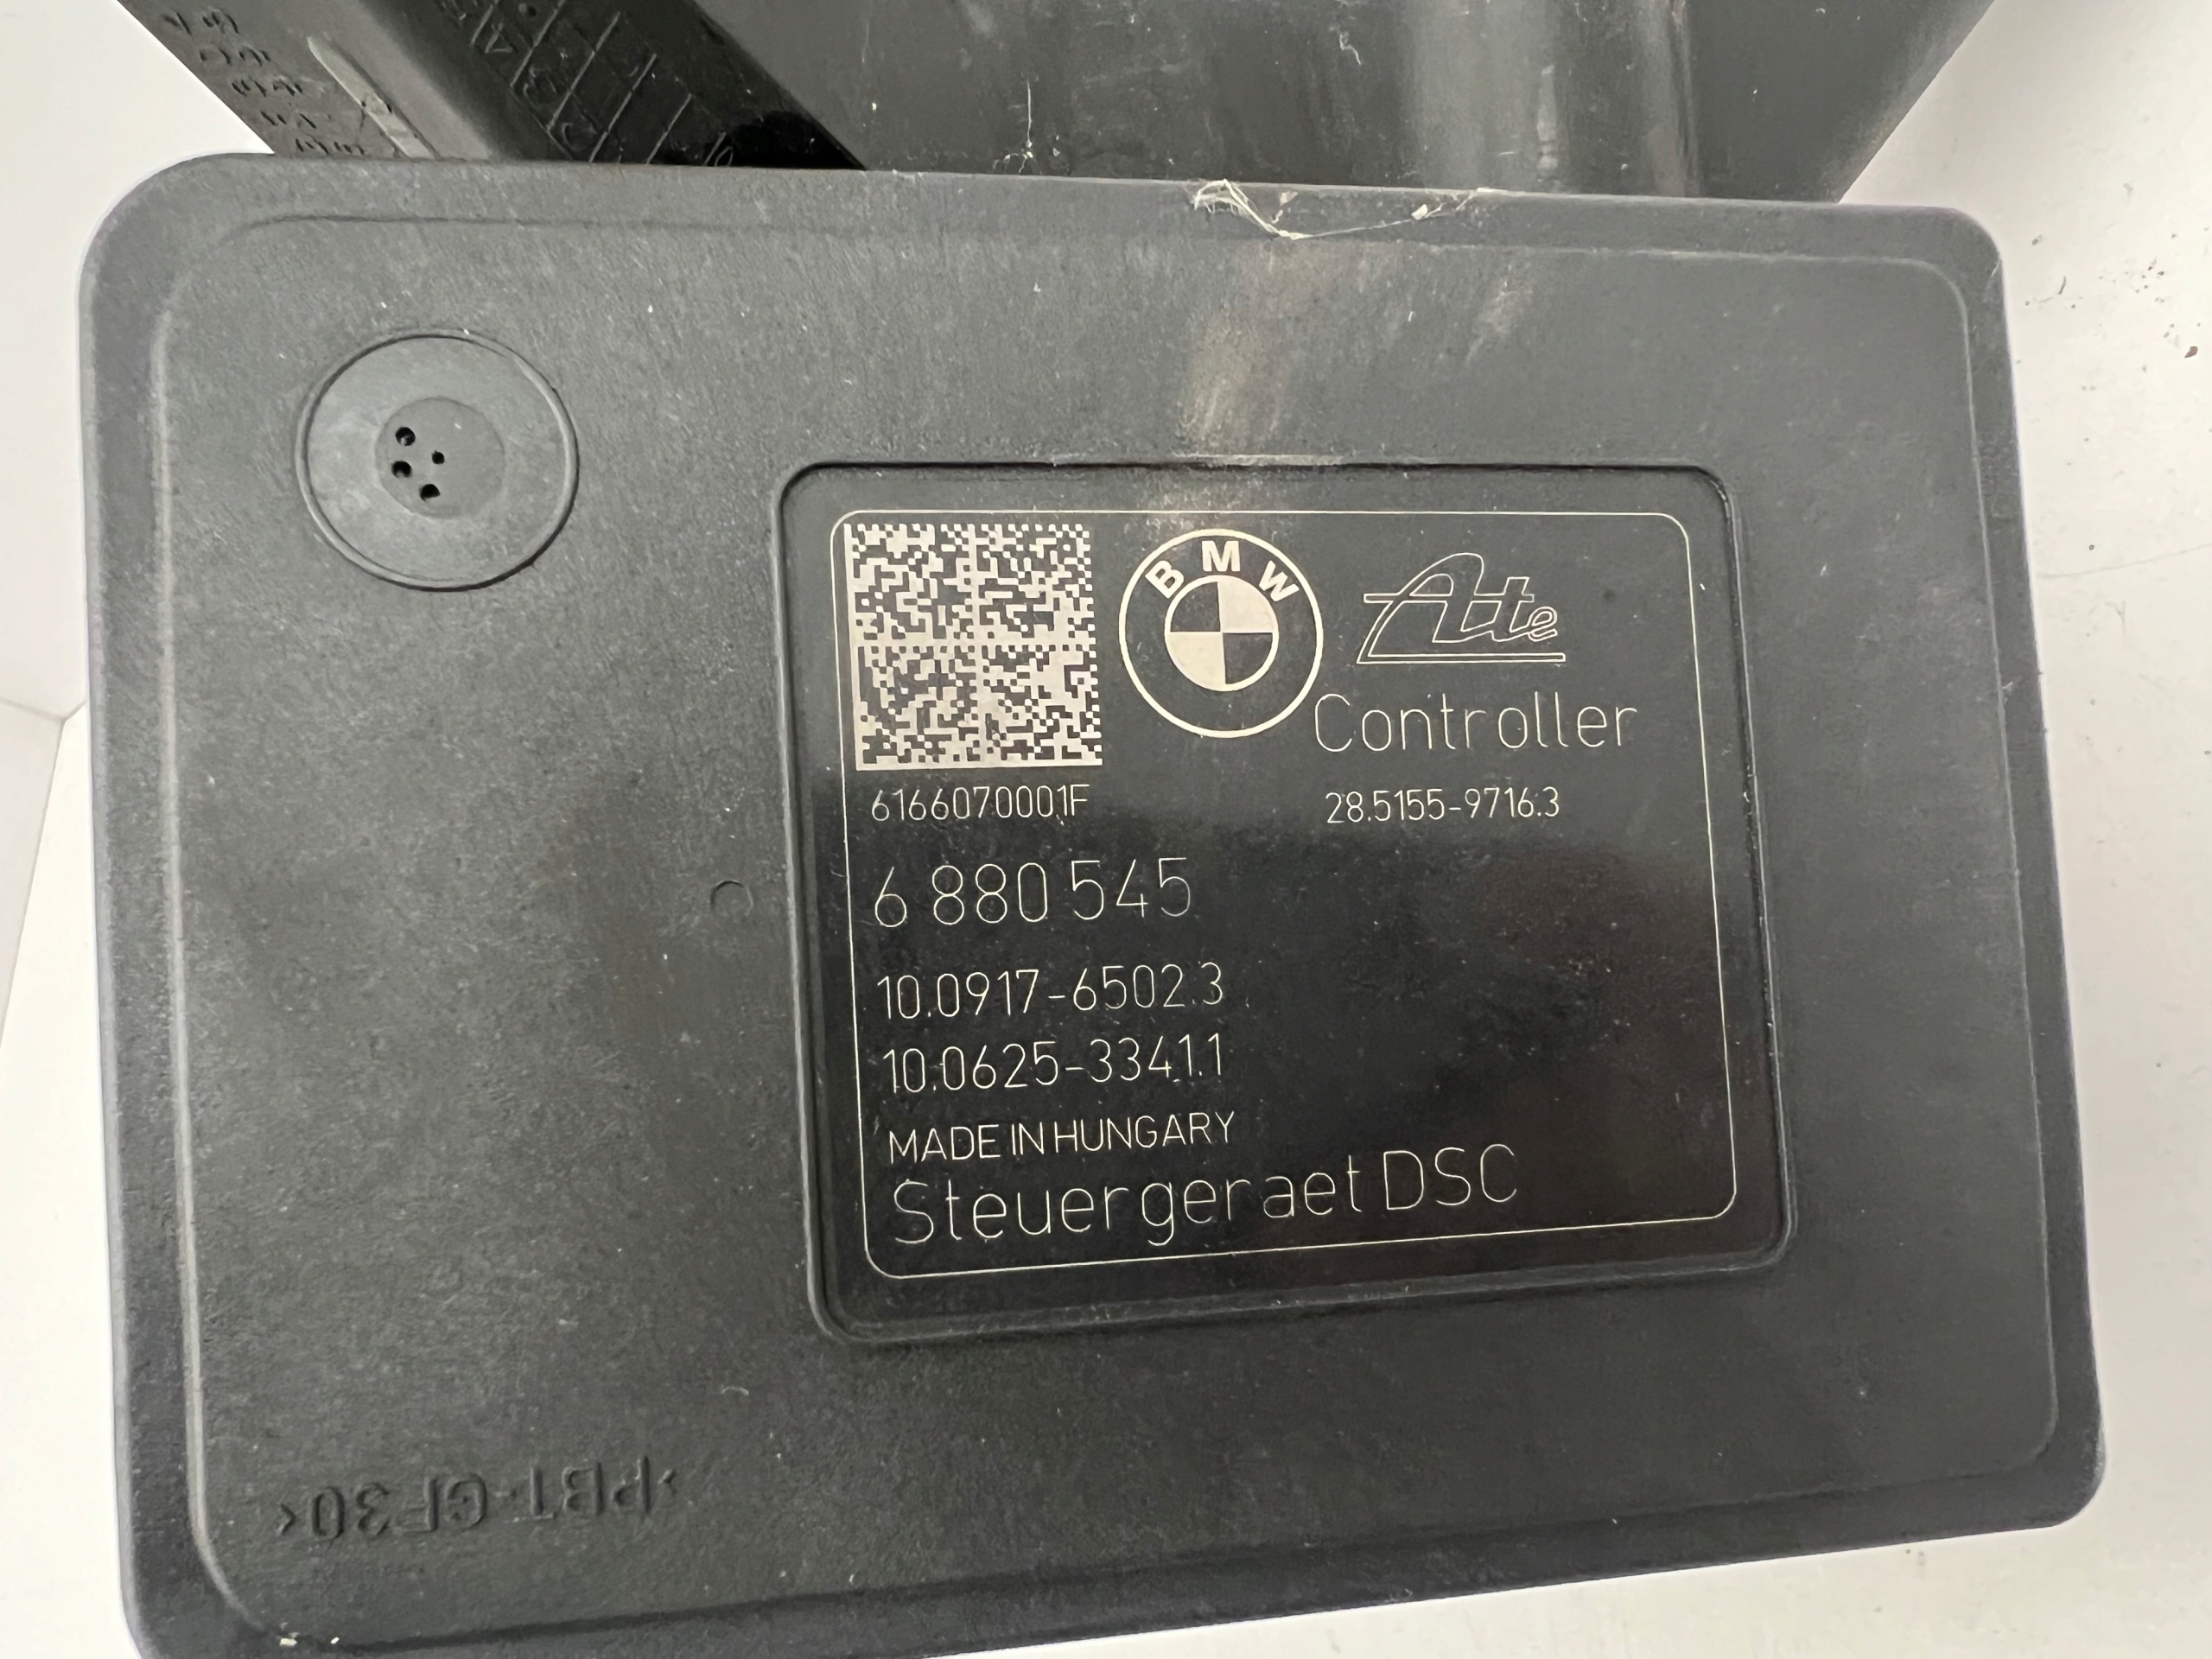 BMW
Ate
Controller
6166070001F
28.5155-9716.3
6 880 545
10.0917-6502.3
10.0625-3341.1
MADE IN HUNGARY
Steuergeraet DSC
>PBT-GF30<